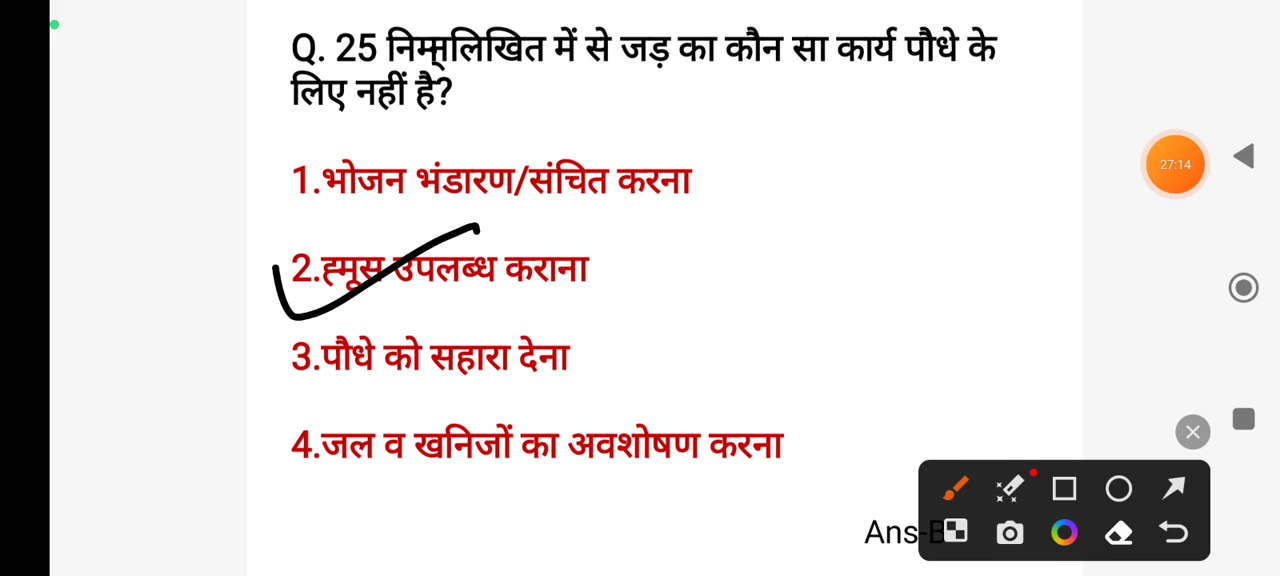 Q. 25 निम्नलिखित में से जड़ का कौन सा कार्य पौधे के
लिए नहीं है?
1.भोजन भंडारण/संचित करना
2.ह्मूस उपलब्ध कराना
3.पौधे को सहारा देना
4.जल व खनिजों का अवशोषण करना
Ans-B
27:14